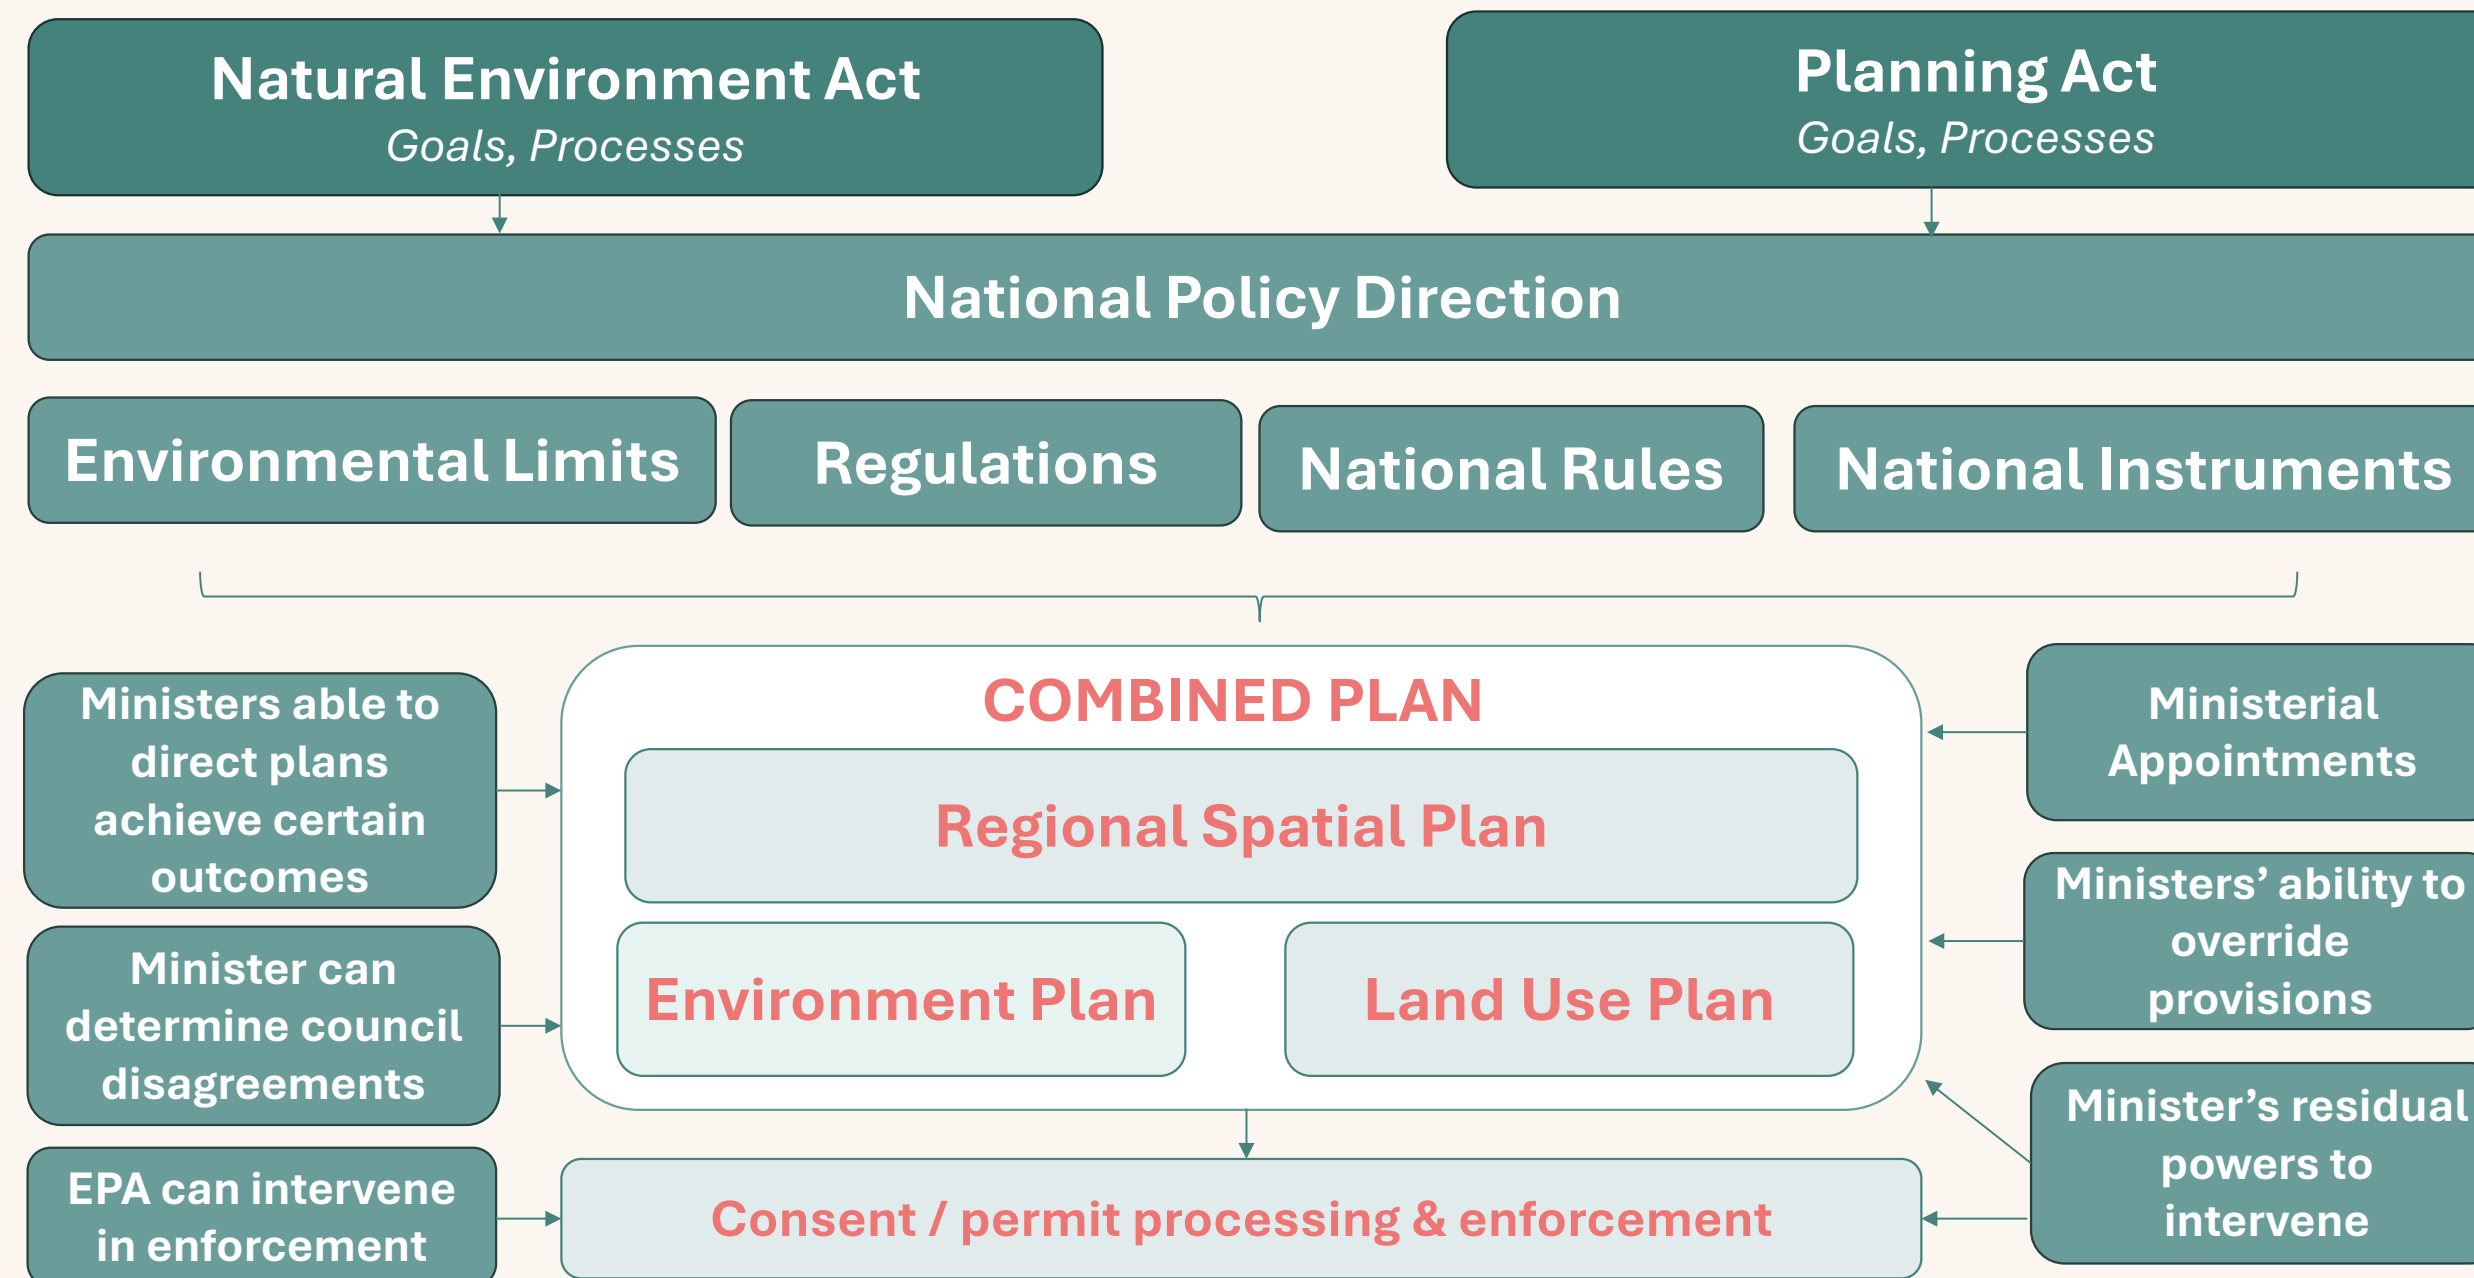 Natural Environment Act
Goals, Processes
Planning Act
Goals, Processes
National Policy Direction
Environmental Limits
Regulations
National Rules
National Instruments
Ministers able to
direct plans
achieve certain
outcomes
Minister can
determine council
disagreements
EPA can intervene
in enforcement
COMBINED PLAN
Regional Spatial Plan
Environment Plan
Land Use Plan
Consent / permit processing & enforcement
Ministerial
Appointments
Ministers’ ability to
override
provisions
Minister’s residual
powers to
intervene